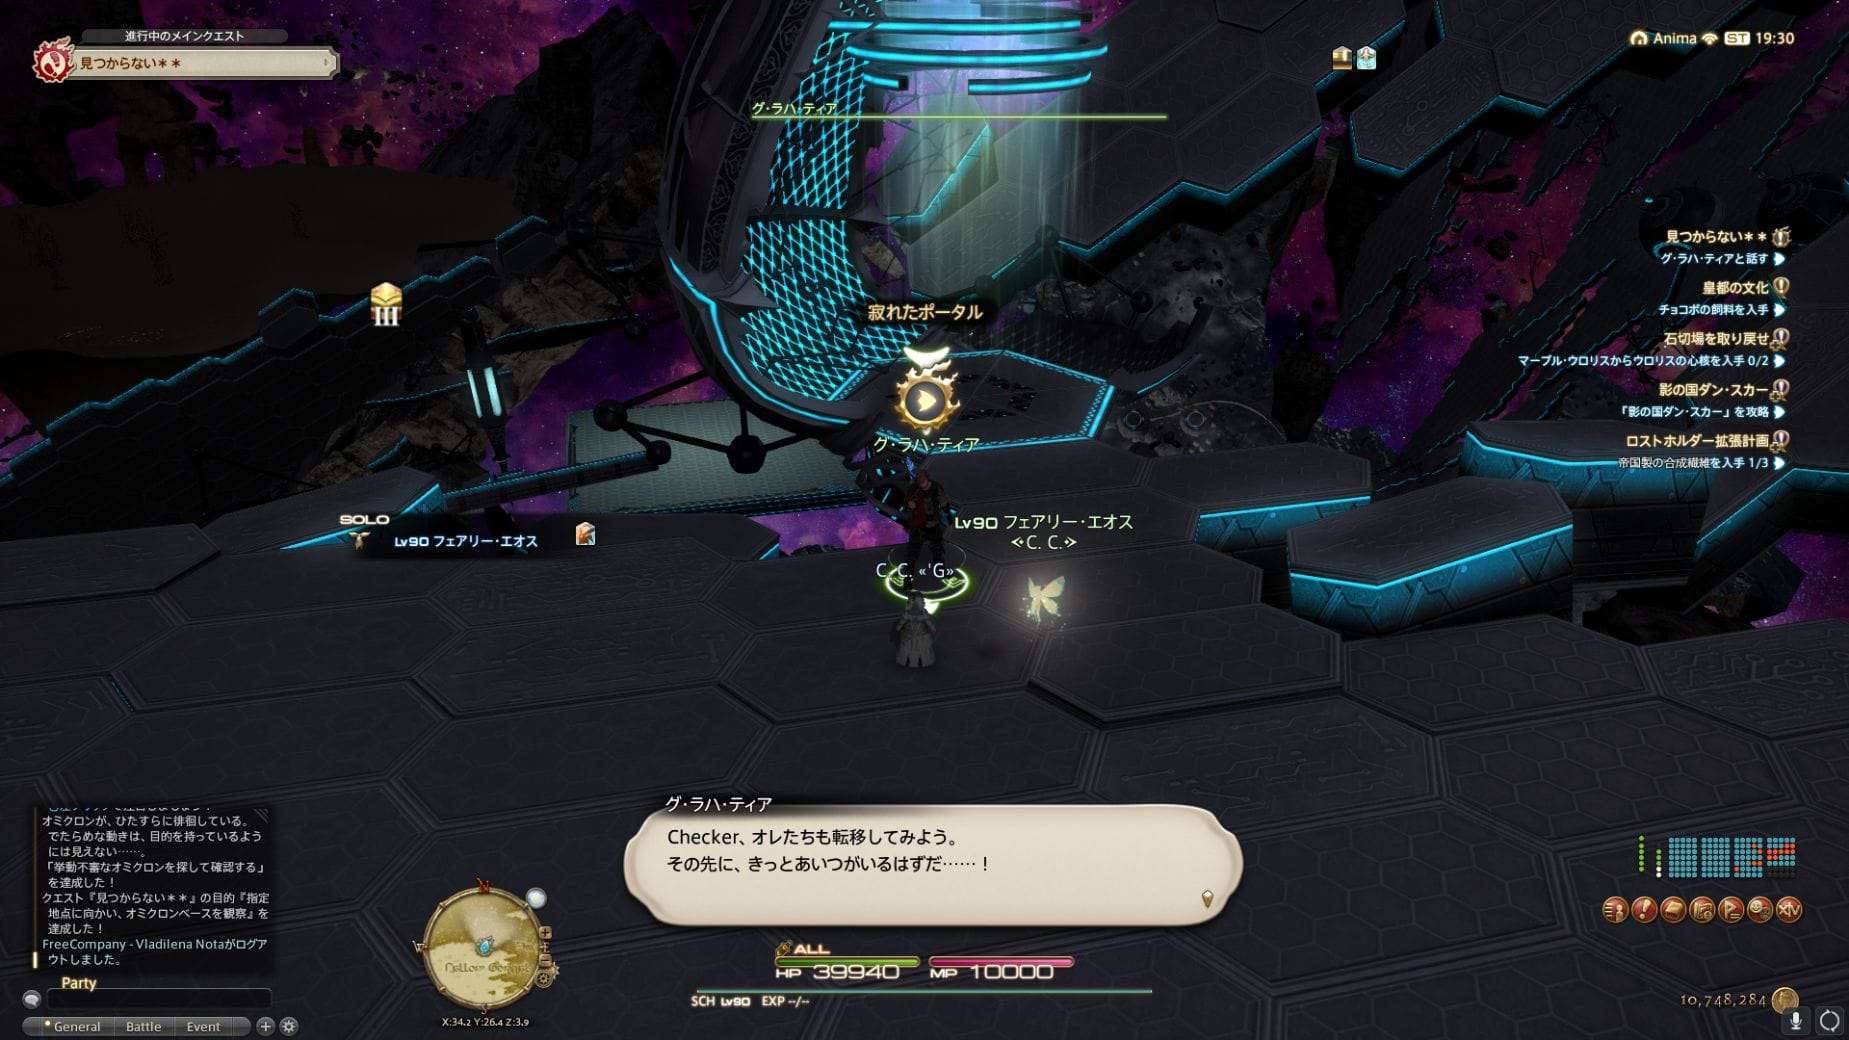 進行中のメインクエスト
見つからない＊＊
Anima ST 19:30
グ・ラハ・ティア
見つからない＊＊
グ・ラハ・ティアと話す
皇都の文化
チョコボの飼料を入手
石切場を取り戻せ
マーブル・ウロリスからウロリスの心核を入手 0/2
影の国ダン・スカー
「影の国ダン・スカー」を攻略
ロストホルダー拡張計画
帝国製の合成繊維を入手 1/3
寂れたポータル
III
グ・ラハ・ティア
SOLO
Lv90 フェアリー・エオス
Lv90 フェアリー・エオス
C. C.
C. C. «'G»
グ・ラハ・ティア
Checker、オレたちも転移してみよう。
その先に、きっとあいつがいるはずだ……！
オミクロンが、ひたすらに徘徊している。
でたらめな動きは、目的を持っているよう
には見えない……。
「挙動不審なオミクロンを探して確認する」
を達成した！
クエスト『見つからない＊＊』の目的『指定
地点に向かい、オミクロンベースを観察』を
達成した！
FreeCompany - Vladilena Notaがログア
ウトしました。
Party
General Battle Event
N
W
X:34.2 Y:26.4 Z:3.9
ALL
HP 39940 MP 10000
SCH Lv90 EXP --/--
XIV
10,748,284